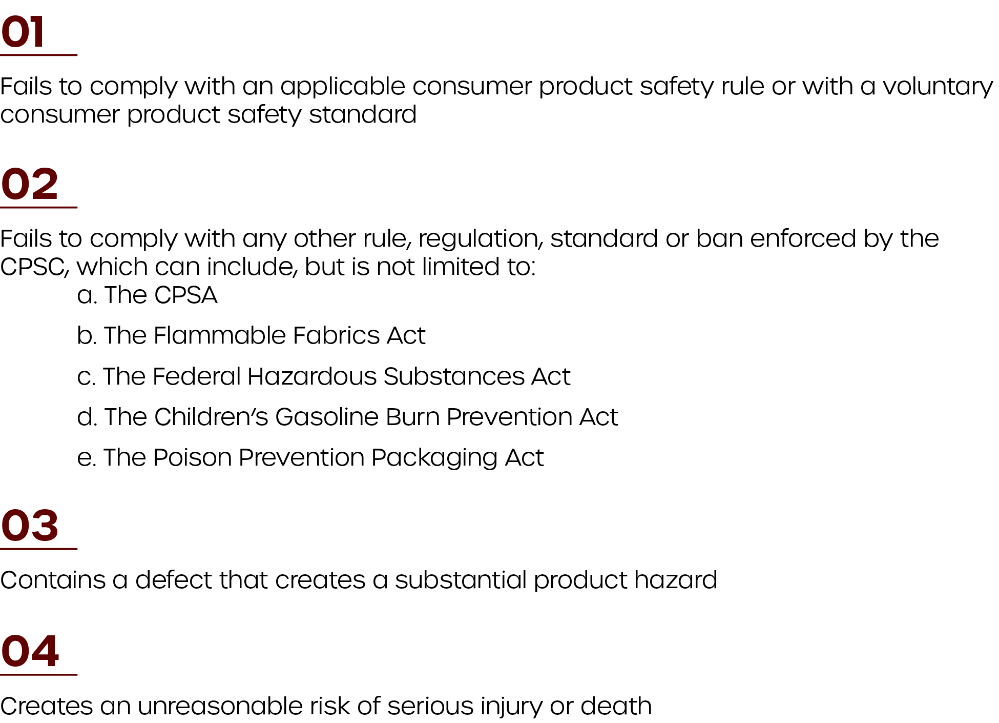 01
Fails to comply with an applicable consumer product safety rule or with a voluntary
consumer product safety standard
02
Fails to comply with any other rule, regulation, standard or ban enforced by the
CPSC, which can include, but is not limited to:
a. The CPSA
b. The Flammable Fabrics Act
c. The Federal Hazardous Substances Act
d. The Children’s Gasoline Burn Prevention Act
e. The Poison Prevention Packaging Act
03
Contains a defect that creates a substantial product hazard
04
Creates an unreasonable risk of serious injury or death